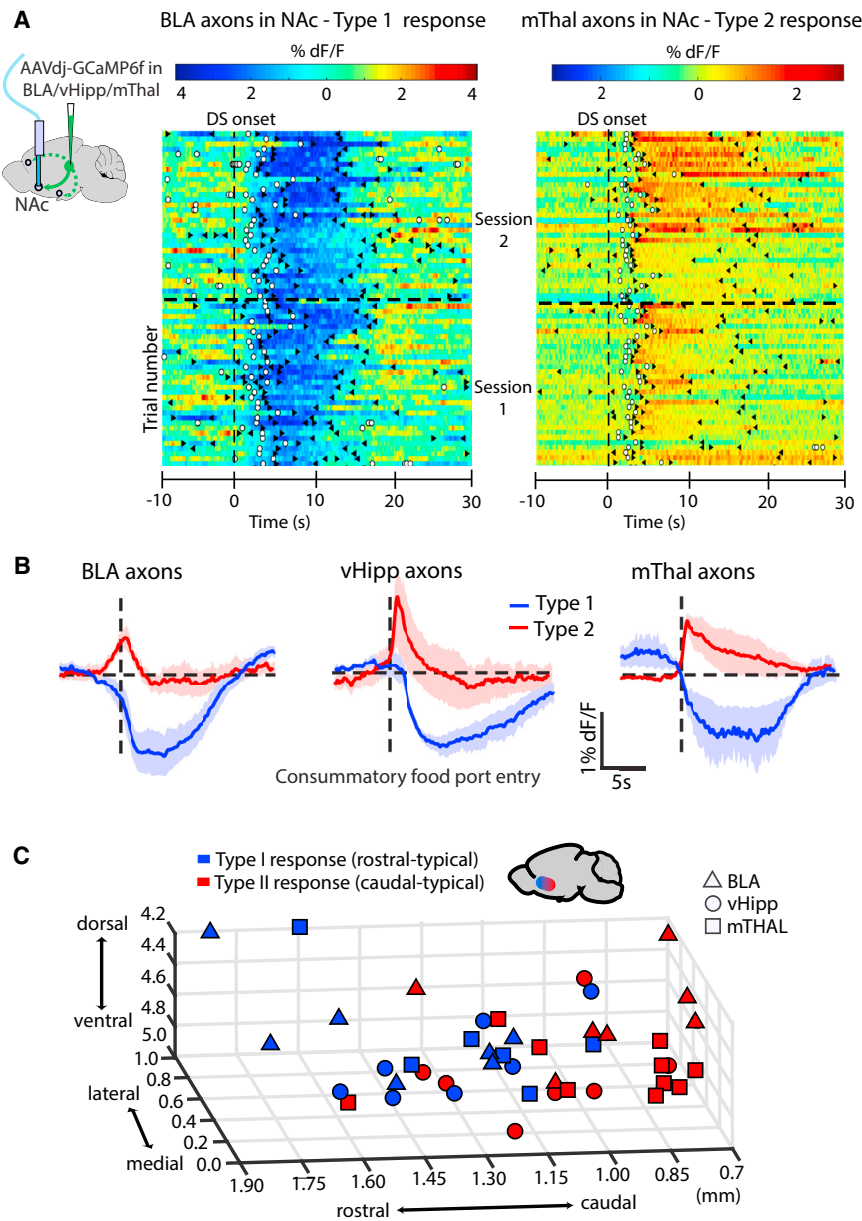 A
BLA axons in NAc - Type 1 response
mThal axons in NAc - Type 2 response
AAVdj-GCaMP6f in
BLA/vHipp/mThal
NAc
% dF/F
4 2 0 2 4
% dF/F
2 0 2
DS onset
DS onset
Session
2
Session
1
Trial number
-10 0 10 20 30
Time (s)
-10 0 10 20 30
Time (s)
B
BLA axons
vHipp axons
mThal axons
Type 1
Type 2
Consummatory food port entry
1% dF/F
5s
C
Type I response (rostral-typical)
Type II response (caudal-typical)
BLA
vHipp
mTHAL
dorsal
ventral
lateral
medial
4.2
4.4
4.6
4.8
5.0
1.0
0.8
0.6
0.4
0.2
0.0
1.90 1.75 1.60 1.45 1.30 1.15 1.00 0.85 0.7
(mm)
rostral
caudal